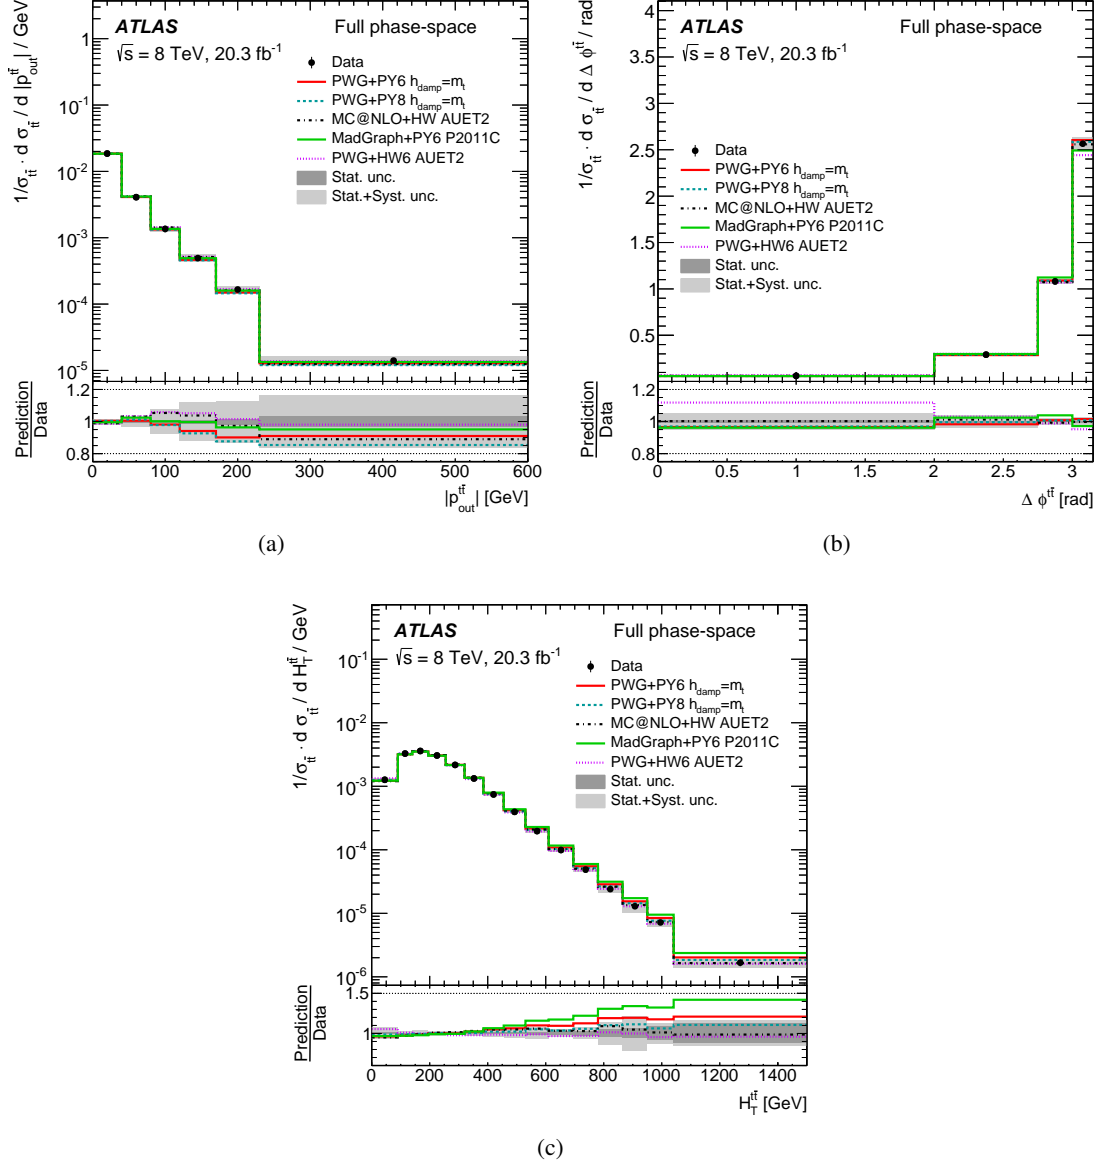 ATLAS Full phase-space
√s = 8 TeV, 20.3 fb⁻¹
Data
PWG+PY6 h_damp=m_t
PWG+PY8 h_damp=m_t
MC@NLO+HW AUET2
MadGraph+PY6 P2011C
PWG+HW6 AUET2
Stat. unc.
Stat.+Syst. unc.
1/σ_tt̄ · d σ_tt̄ / d |p_out^tt̄| / GeV
1
10⁻¹
10⁻²
10⁻³
10⁻⁴
10⁻⁵
Prediction
Data
1.2
1
0.8
0 100 200 300 400 500 600
|p_out^tt̄| [GeV]
(a)
ATLAS Full phase-space
√s = 8 TeV, 20.3 fb⁻¹
Data
PWG+PY6 h_damp=m_t
PWG+PY8 h_damp=m_t
MC@NLO+HW AUET2
MadGraph+PY6 P2011C
PWG+HW6 AUET2
Stat. unc.
Stat.+Syst. unc.
1/σ_tt̄ · d σ_tt̄ / d Δ φ^tt̄ / rad
4
3.5
3
2.5
2
1.5
1
0.5
Prediction
Data
1.2
1
0.8
0 0.5 1 1.5 2 2.5 3
Δ φ^tt̄ [rad]
(b)
ATLAS Full phase-space
√s = 8 TeV, 20.3 fb⁻¹
Data
PWG+PY6 h_damp=m_t
PWG+PY8 h_damp=m_t
MC@NLO+HW AUET2
MadGraph+PY6 P2011C
PWG+HW6 AUET2
Stat. unc.
Stat.+Syst. unc.
1/σ_tt̄ · d σ_tt̄ / d H_T^tt̄ / GeV
10⁻¹
10⁻²
10⁻³
10⁻⁴
10⁻⁵
10⁻⁶
Prediction
Data
1.5
1
0 200 400 600 800 1000 1200 1400
H_T^tt̄ [GeV]
(c)